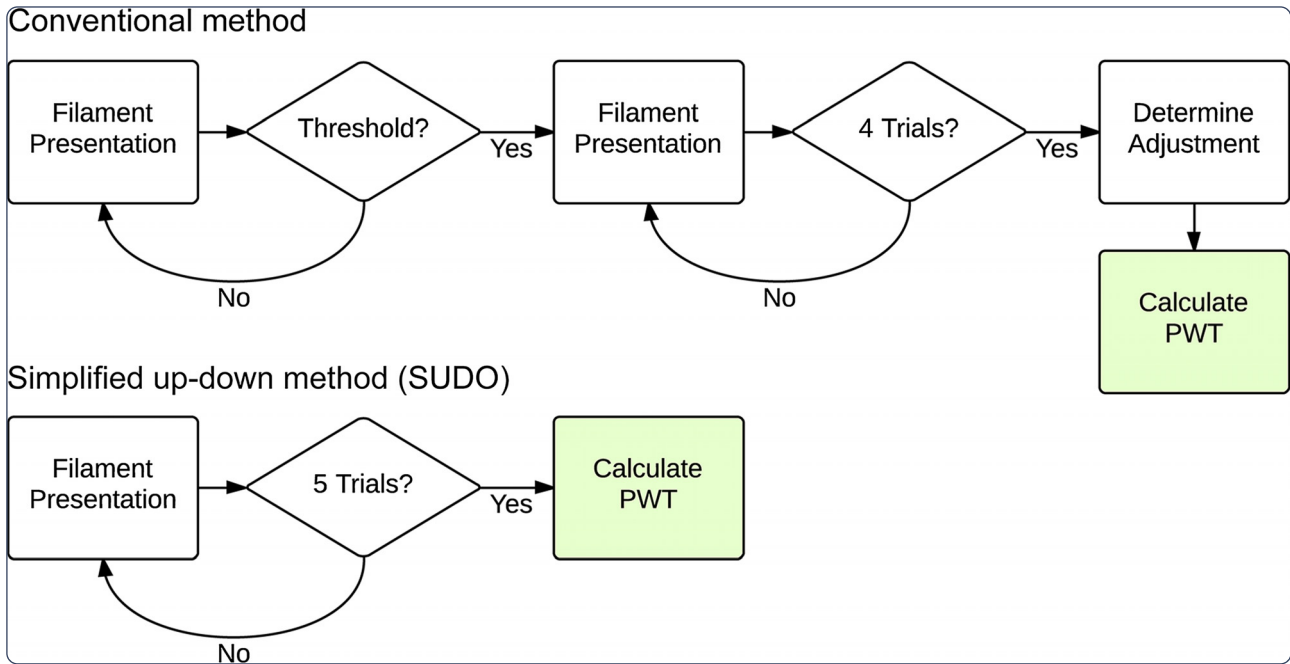 Conventional method
Filament
Presentation
Threshold?
Yes
No
Filament
Presentation
4 Trials?
Yes
No
Determine
Adjustment
Calculate
PWT
Simplified up-down method (SUDO)
Filament
Presentation
5 Trials?
Yes
No
Calculate
PWT